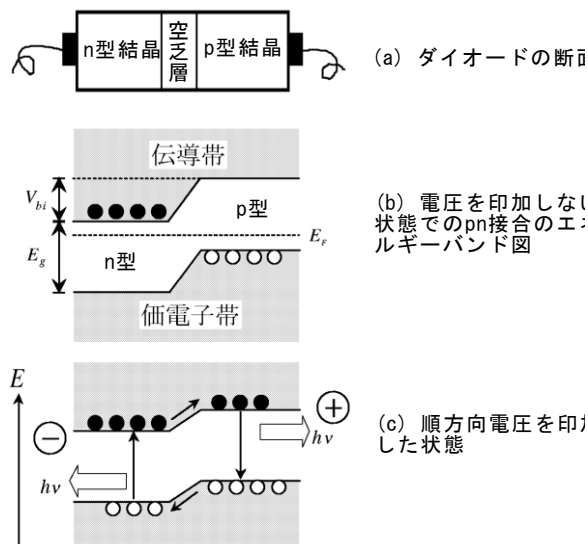 n型結晶
空乏層
p型結晶
(a) ダイオードの断面
伝導帯
V_bi
p型
E_F
E_g
n型
価電子帯
(b) 電圧を印加しない
状態でのpn接合のエネ
ルギーバンド図
E
−
+
hν
hν
(c) 順方向電圧を印加
した状態